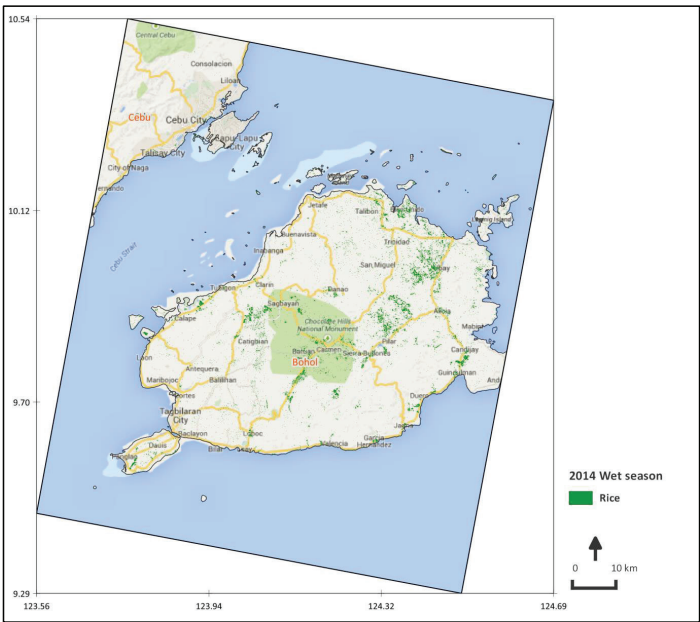 10.54
Central Cebu
Consolacion
Liloan
Cebu
Cebu City
Lapu-Lapu
City
Talisay City
City of Naga
10.12
Jetafe
Talibon
Buenavista
Trinidad
Cebu Strait
Inabanga
San Miguel
Ubay
Clarin
Danao
Tubigon
Sagbayan
Alicia
Calape
Chocolate Hills
National Monument
Mabini
Catigbian
Pilar
Batuan
Carmen
Sierra Bullones
Candijay
Loon
Bohol
Antequera
Guindulman
Maribojoc
Balilihan
Duero
9.70
Tagbilaran
City
Jagna
Baclayon
Loboc
Garcia
Hernandez
Valencia
Dauis
Panglao
2014 Wet season
Rice
0 10 km
9.29
123.56 123.94 124.32 124.69